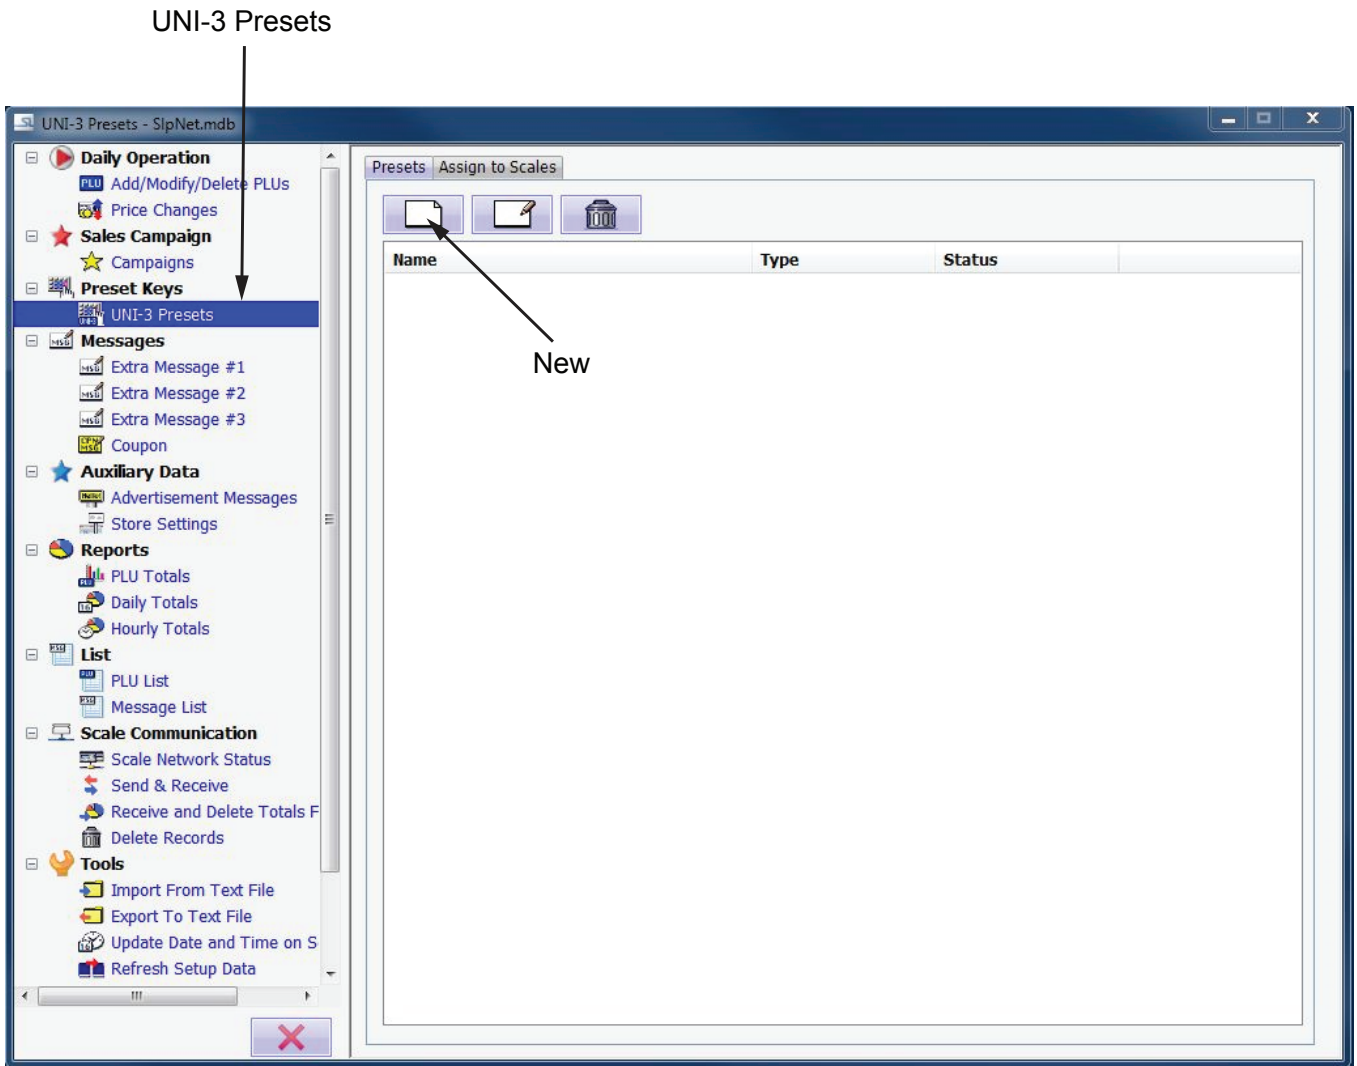 UNI-3 Presets
UNI-3 Presets - SlpNet.mdb
Daily Operation
PLU Add/Modify/Delete PLUs
Price Changes
Sales Campaign
Campaigns
Preset Keys
UNI-3 Presets
Messages
Extra Message #1
Extra Message #2
Extra Message #3
Coupon
Auxiliary Data
Advertisement Messages
Store Settings
Reports
PLU Totals
Daily Totals
Hourly Totals
List
PLU List
Message List
Scale Communication
Scale Network Status
Send & Receive
Receive and Delete Totals F
Delete Records
Tools
Import From Text File
Export To Text File
Update Date and Time on S
Refresh Setup Data
Presets Assign to Scales
Name Type Status
New